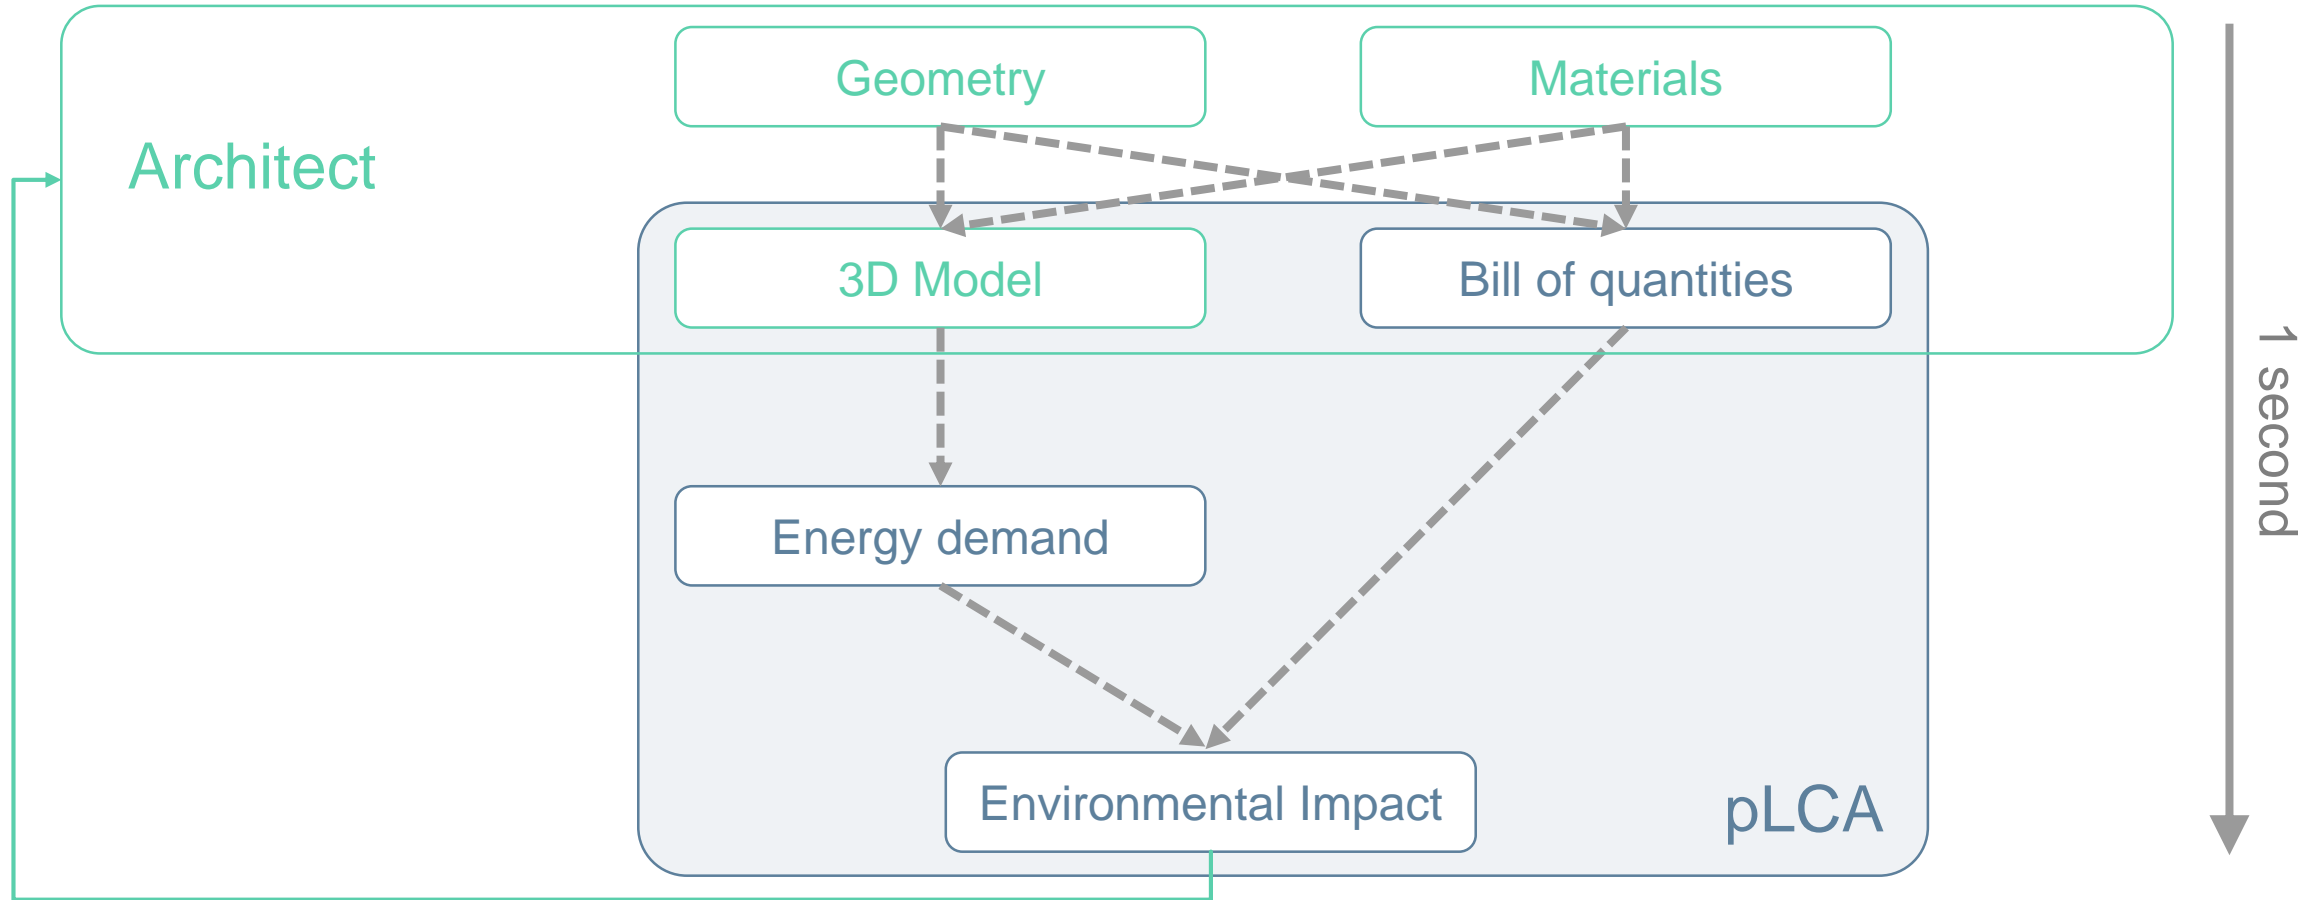 Geometry
Materials
Architect
3D Model
Bill of quantities
1 second
Energy demand
Environmental Impact
pLCA